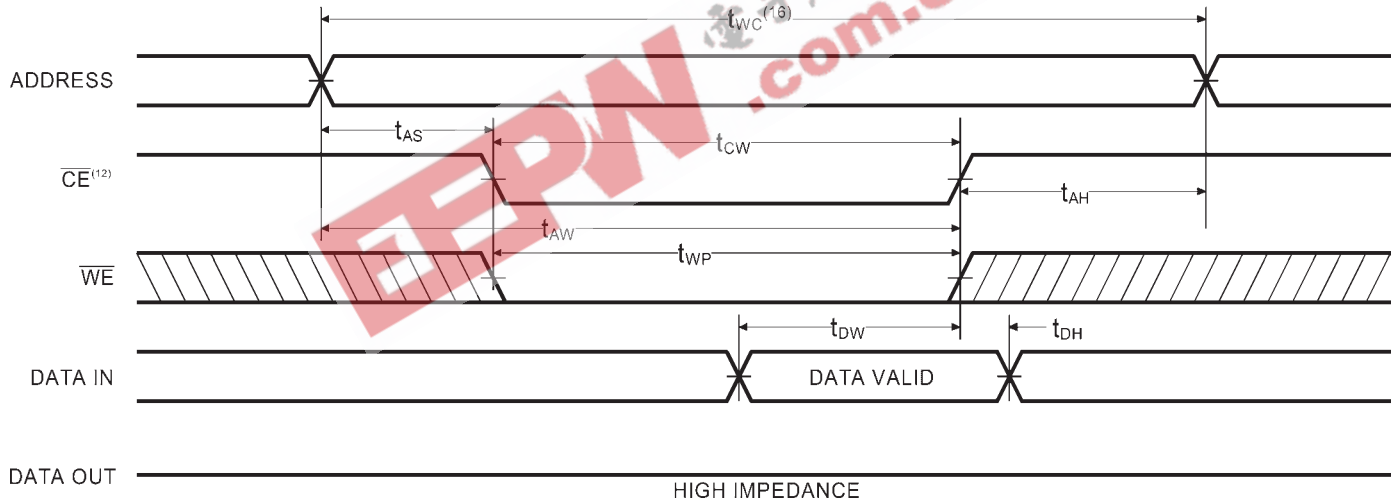 tWC(16)
ADDRESS
tAS
tCW
CE(12)
tAH
tAW
WE
tWP
tDW
tDH
DATA IN
DATA VALID
DATA OUT
HIGH IMPEDANCE
EEPW
.com.